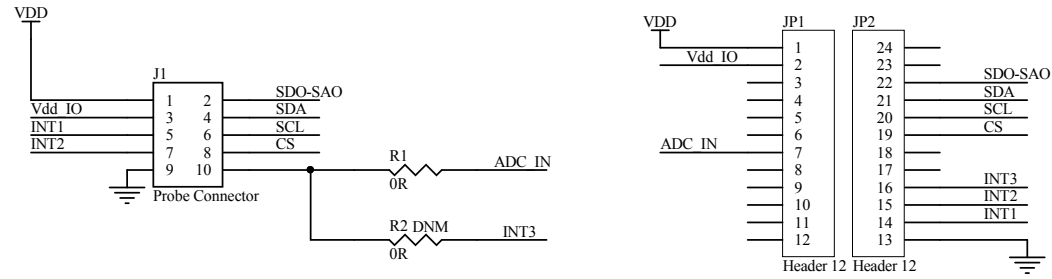 VDD
J1
1 2 SDO-SAO
Vdd_IO 3 4 SDA
INT1 5 6 SCL
INT2 7 8 CS
9 10
Probe Connector
R1
0R
ADC_IN
R2 DNM
0R
INT3
VDD
JP1
1
Vdd_IO 2
3
4
5
6
ADC_IN 7
8
9
10
11
12
Header 12
JP2
24
23
22 SDO-SAO
21 SDA
20 SCL
19 CS
18
17
16 INT3
15 INT2
14 INT1
13
Header 12